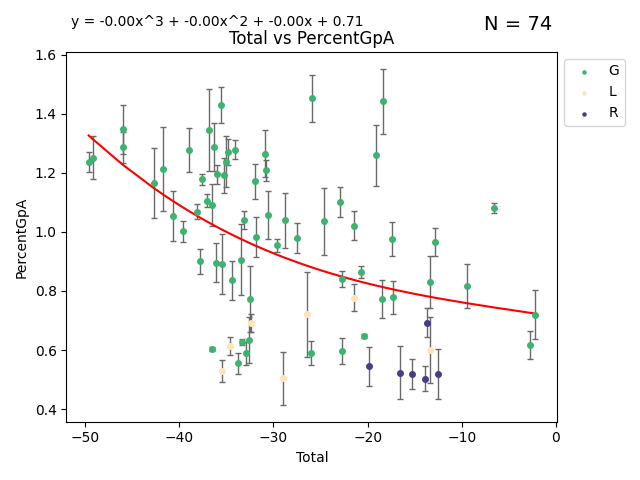 y = -0.00x^3 + -0.00x^2 + -0.00x + 0.71
N = 74
Total vs PercentGpA
1.6
1.4
1.2
1.0
0.8
0.6
0.4
PercentGpA
−50
−40
−30
−20
−10
0
Total
G
L
R